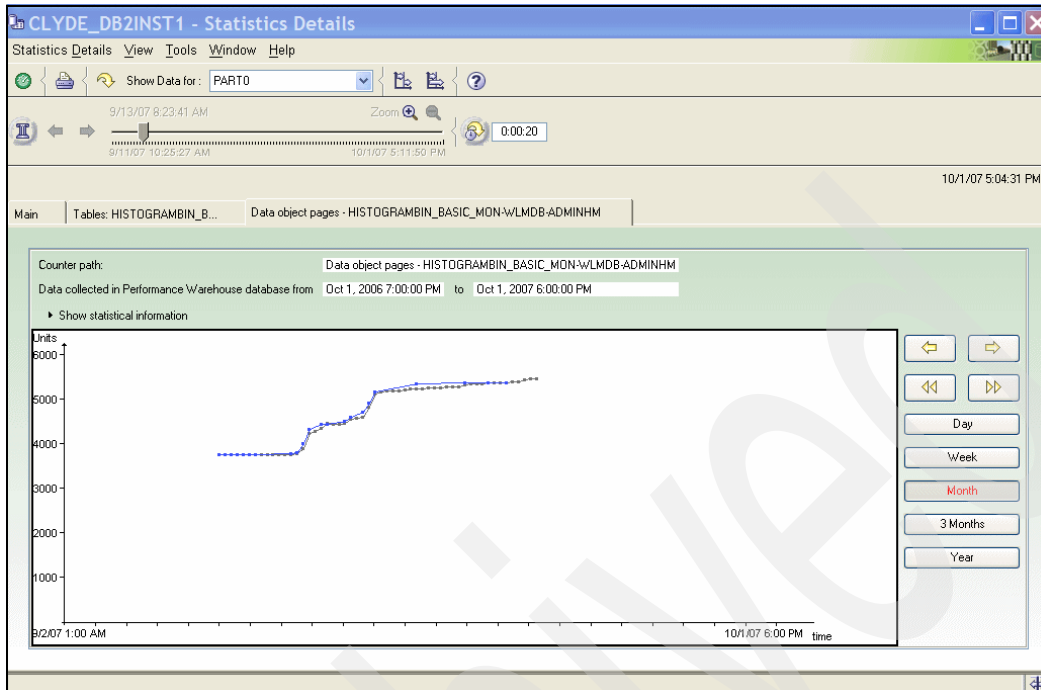 CLYDE_DB2INST1 - Statistics Details
Statistics Details View Tools Window Help
Show Data for: PART0
9/13/07 8:23:41 AM Zoom
0:00:20
9/11/07 10:25:27 AM 10/1/07 5:11:50 PM
10/1/07 5:04:31 PM
Main Tables: HISTOGRAMBIN_B... Data object pages - HISTOGRAMBIN_BASIC_MON-WLMDB-ADMINHM
Counter path: Data object pages - HISTOGRAMBIN_BASIC_MON-WLMDB-ADMINHM
Data collected in Performance Warehouse database from Oct 1, 2006 7:00:00 PM to Oct 1, 2007 6:00:00 PM
Show statistical information
Units
6000
5000
4000
3000
2000
1000
9/2/07 1:00 AM 10/1/07 6:00 PM time
Day
Week
Month
3 Months
Year